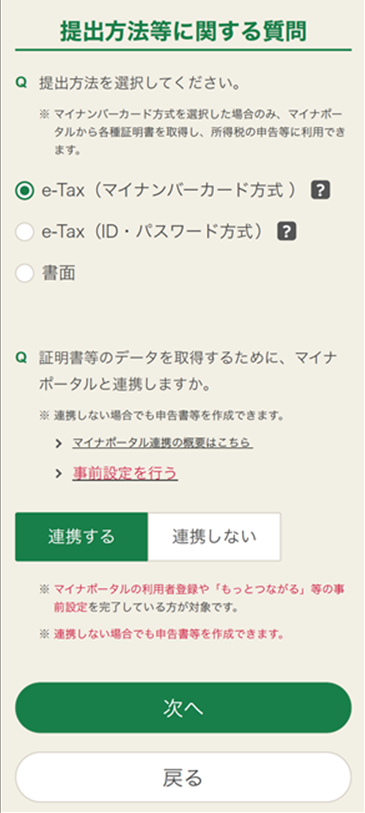 提出方法等に関する質問
Q 提出方法を選択してください。
※ マイナンバーカード方式を選択した場合のみ、マイナポー
タルから各種証明書を取得し、所得税の申告等に利用でき
ます。
e-Tax（マイナンバーカード方式 ） ?
e-Tax（ID・パスワード方式） ?
書面
Q 証明書等のデータを取得するために、マイナ
ポータルと連携しますか。
※ 連携しない場合でも申告書等を作成できます。
> マイナポータル連携の概要はこちら
> 事前設定を行う
連携する 連携しない
※ マイナポータルの利用者登録や「もっとつながる」等の事
前設定を完了している方が対象です。
※ 連携しない場合でも申告書等を作成できます。
次へ
戻る